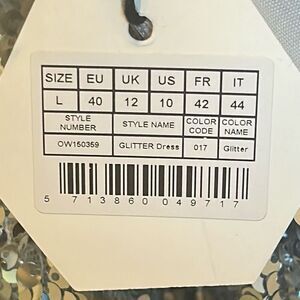 SIZE EU UK US FR IT
L 40 12 10 42 44
STYLE NUMBER STYLE NAME COLOR CODE COLOR NAME
OW150359 GLITTER Dress 017 Glitter
5 713860 049717